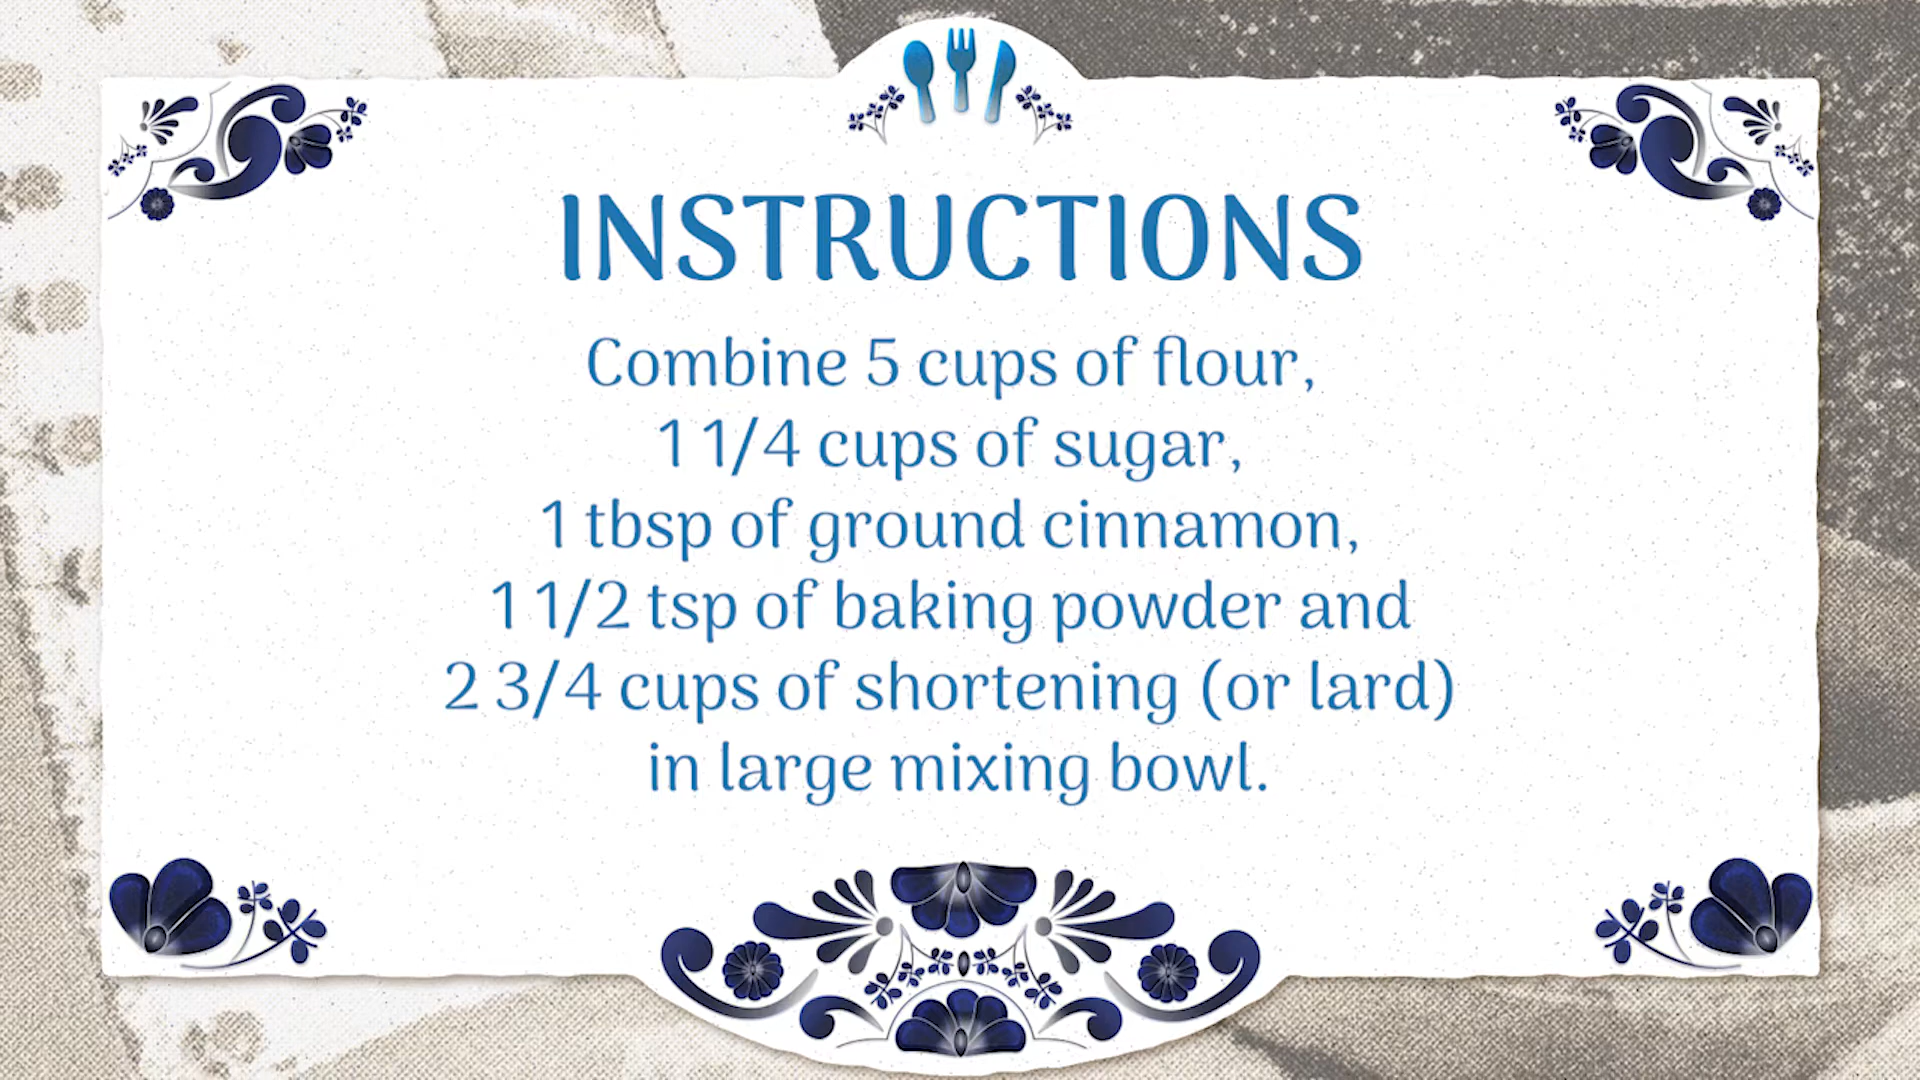 INSTRUCTIONS
Combine 5 cups of flour,
1 1/4 cups of sugar,
1 tbsp of ground cinnamon,
1 1/2 tsp of baking powder and
2 3/4 cups of shortening (or lard)
in large mixing bowl.